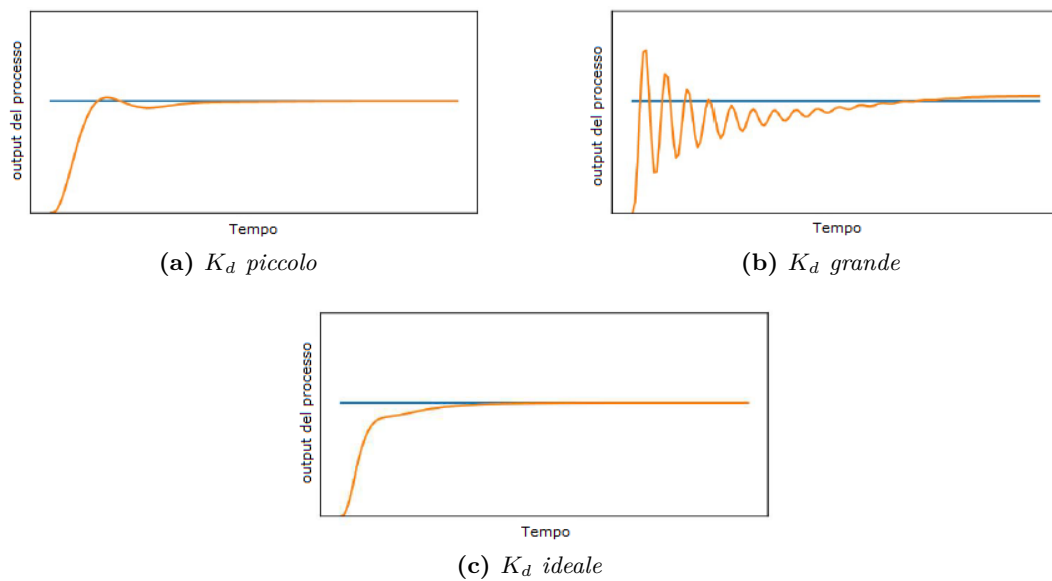 output del processo
Tempo
(a) K_d piccolo
output del processo
Tempo
(b) K_d grande
output del processo
Tempo
(c) K_d ideale